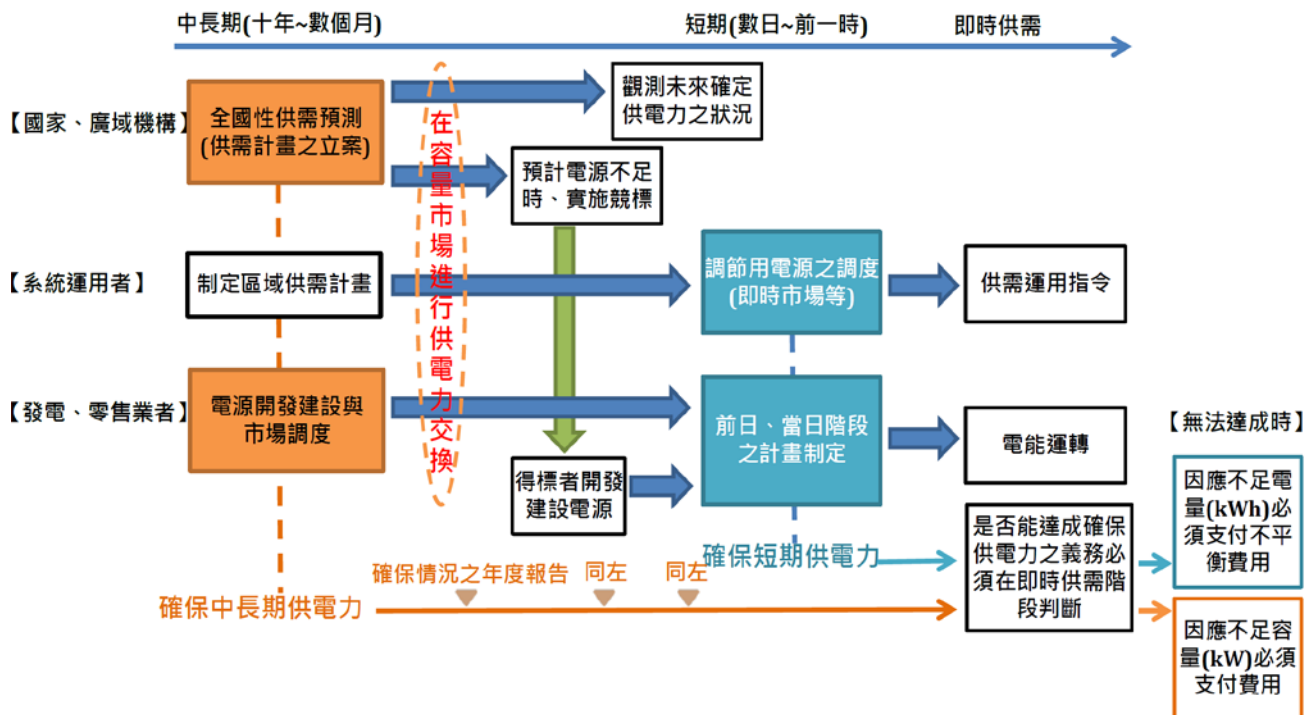 中長期(十年~數個月)
短期(數日~前一時)
即時供需
【國家、廣域機構】
全國性供需預測
(供需計畫之立案)
觀測未來確定
供電力之狀況
預計電源不足
時、實施競標
在容量市場進行供電力交換
【系統運用者】
制定區域供需計畫
調節用電源之調度
(即時市場等)
供需運用指令
【發電、零售業者】
電源開發建設與
市場調度
前日、當日階段
之計畫制定
電能運轉
得標者開發
建設電源
【無法達成時】
因應不足電
量(kWh)必
須支付不平
衡費用
是否能達成確保
供電力之義務必
須在即時供需階
段判斷
確保短期供電力
確保情況之年度報告
同左
同左
確保中長期供電力
因應不足容
量(kW)必須
支付費用